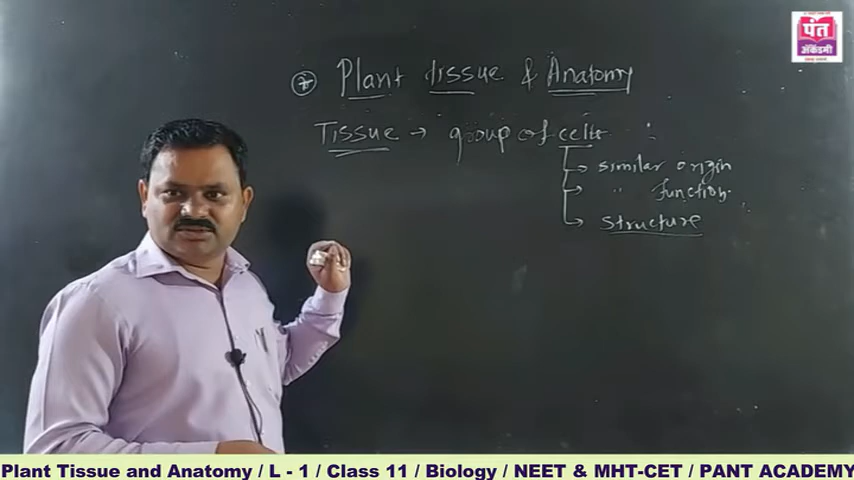 पंत
अ‍ॅकॅडमी
Plant tissue & Anatomy
Tissue → group of cells :
→ similar origin
→ " function.
→ structure
Plant Tissue and Anatomy / L - 1 / Class 11 / Biology / NEET & MHT-CET / PANT ACADEMY